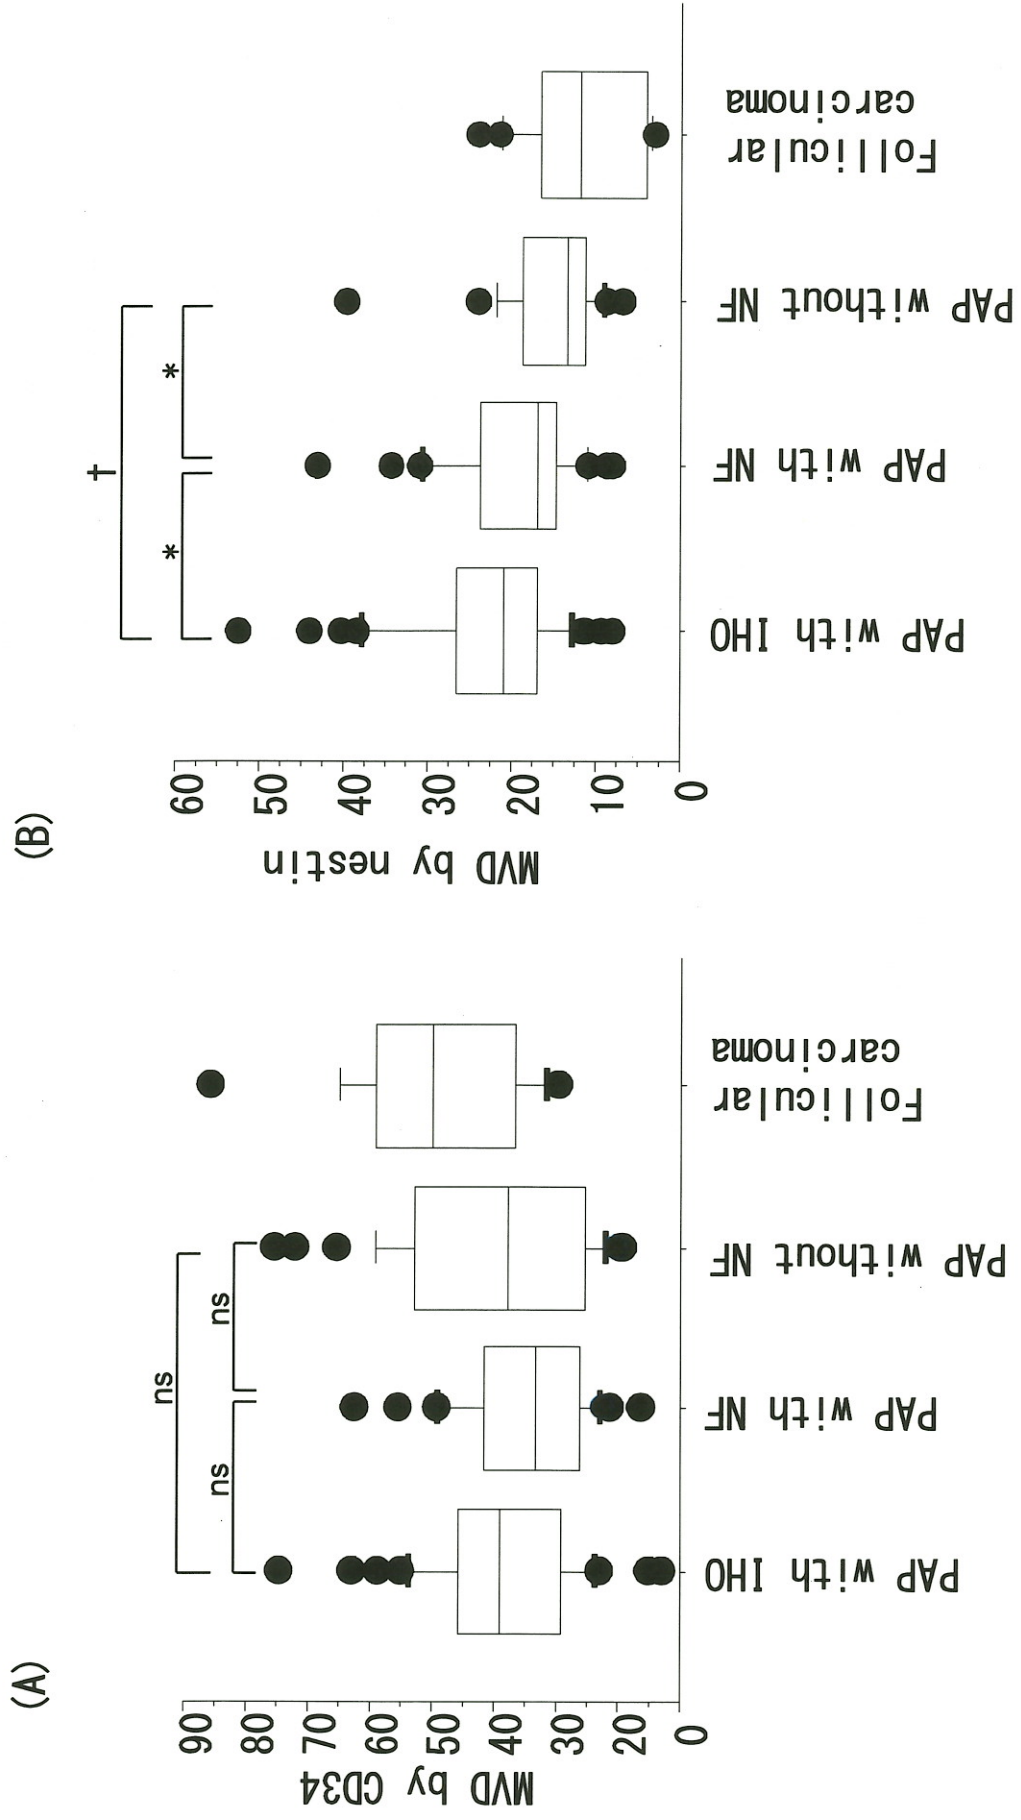 (A)
MVD by CD34
90
80
70
60
50
40
30
20
0
ns
ns
ns
PAP with IHO
PAP with NF
PAP without NF
Follicular
carcinoma
(B)
MVD by nestin
60
50
40
30
20
10
0
†
*
*
PAP with IHO
PAP with NF
PAP without NF
Follicular
carcinoma